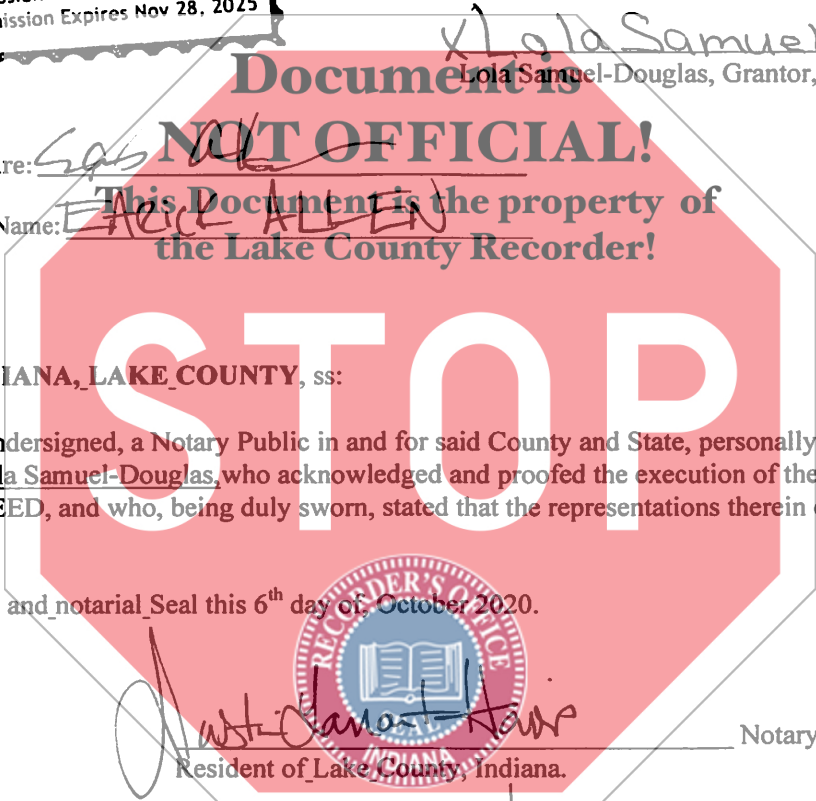 ission Expires Nov 28, 2025
x Lola Samuel
Lola Samuel-Douglas, Grantor,
Document is
NOT OFFICIAL!
re:
This Document is the property of
Name: EARICK ALLEN
the Lake County Recorder!
STOP
IANA, LAKE COUNTY, ss:
ndersigned, a Notary Public in and for said County and State, personally
la Samuel-Douglas,who acknowledged and proofed the execution of the
EED, and who, being duly sworn, stated that the representations therein
and notarial Seal this 6th day of, October 2020.
RECORDER'S OFFICE
SEAL
INDIANA
Notary
Resident of Lake County, Indiana.